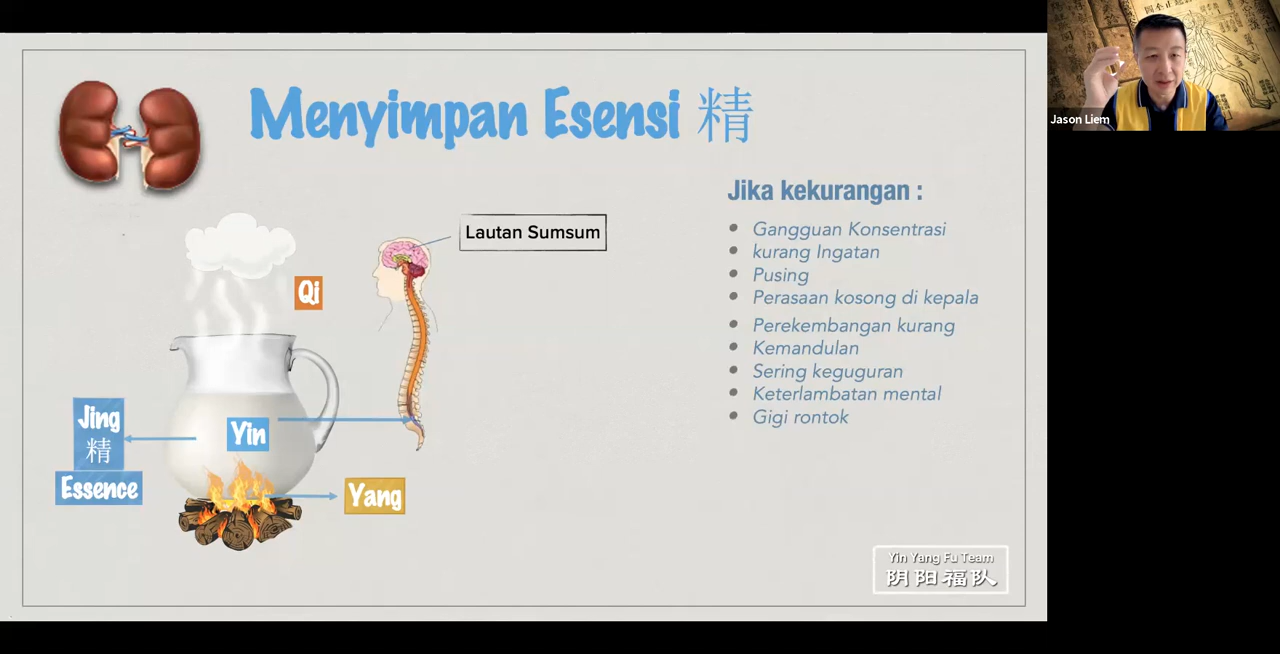 Menyimpan Esensi 精
Jika kekurangan :
Gangguan Konsentrasi
kurang Ingatan
Pusing
Perasaan kosong di kepala
Perekembangan kurang
Kemandulan
Sering keguguran
Keterlambatan mental
Gigi rontok
Lautan Sumsum
Qi
Jing
精
Essence
Yin
Yang
Yin Yang Fu Team
阴阳福队
Jason Liem